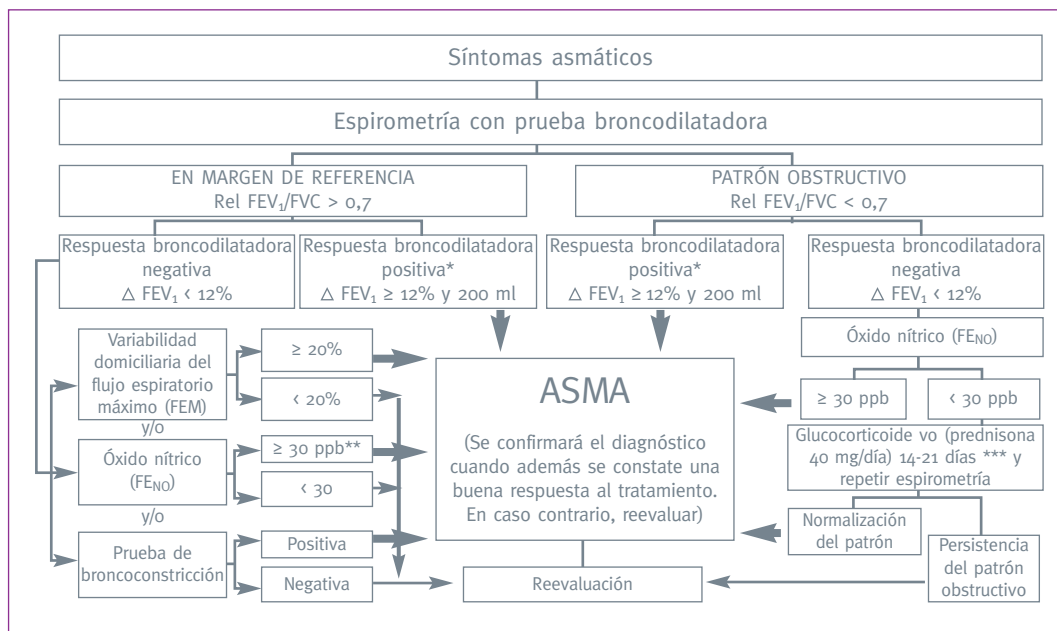 Síntomas asmáticos
Espirometría con prueba broncodilatadora
EN MARGEN DE REFERENCIA
Rel FEV₁/FVC > 0,7
PATRÓN OBSTRUCTIVO
Rel FEV₁/FVC < 0,7
Respuesta broncodilatadora
negativa
△ FEV₁ < 12%
Respuesta broncodilatadora
positiva*
△ FEV₁ ≥ 12% y 200 ml
Respuesta broncodilatadora
positiva*
△ FEV₁ ≥ 12% y 200 ml
Respuesta broncodilatadora
negativa
△ FEV₁ < 12%
Variabilidad
domiciliaria del
flujo espiratorio
máximo (FEM)
≥ 20%
< 20%
y/o
Óxido nítrico
(FE_NO)
≥ 30 ppb**
< 30
y/o
Prueba de
broncoconstricción
Positiva
Negativa
ASMA
(Se confirmará el diagnóstico
cuando además se constate una
buena respuesta al tratamiento.
En caso contrario, reevaluar)
Reevaluación
Óxido nítrico (FE_NO)
≥ 30 ppb
< 30 ppb
Glucocorticoide vo (prednisona
40 mg/día) 14-21 días *** y
repetir espirometría
Normalización
del patrón
Persistencia
del patrón
obstructivo